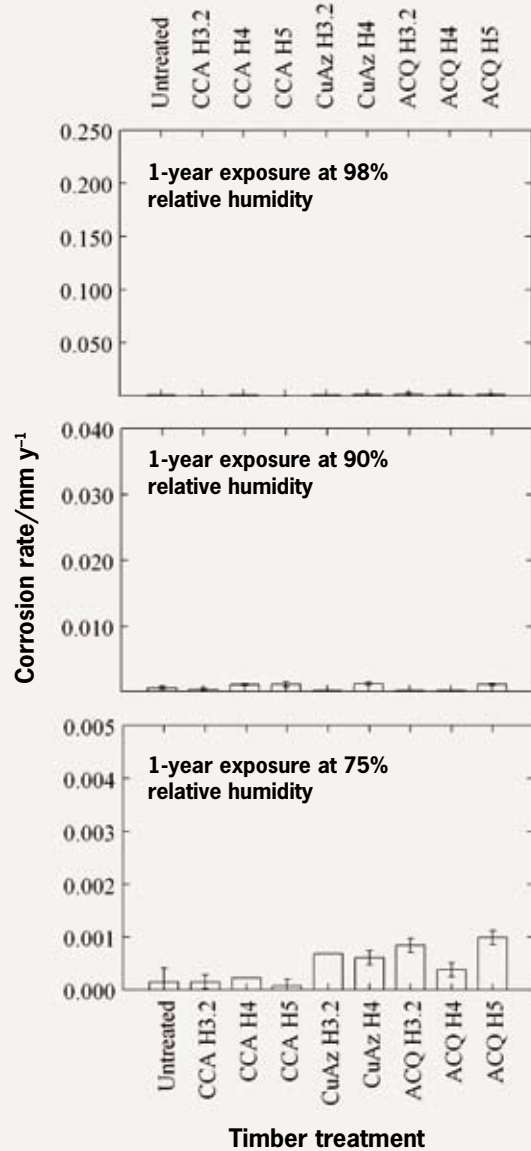 Untreated
CCA H3.2
CCA H4
CCA H5
CuAz H3.2
CuAz H4
ACQ H3.2
ACQ H4
ACQ H5
0.250
0.200
0.150
0.100
0.050
1-year exposure at 98%
relative humidity
Corrosion rate/mm y⁻¹
0.040
0.030
0.020
0.010
1-year exposure at 90%
relative humidity
0.005
0.004
0.003
0.002
0.001
0.000
1-year exposure at 75%
relative humidity
Untreated
CCA H3.2
CCA H4
CCA H5
CuAz H3.2
CuAz H4
ACQ H3.2
ACQ H4
ACQ H5
Timber treatment